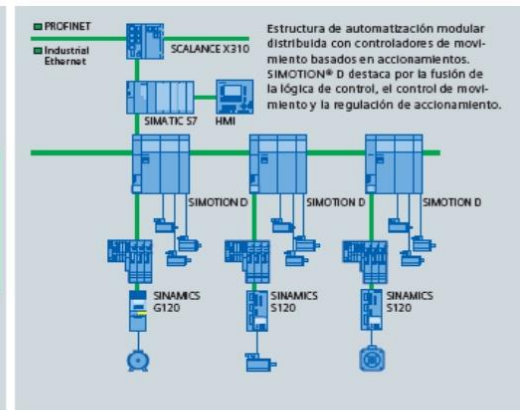 PROFINET
Industrial
Ethernet
SCALANCE X310
Estructura de automatización modular
distribuida con controladores de movi-
miento basados en accionamientos.
SIMOTION® D destaca por la fusión de
la lógica de control, el control de movi-
miento y la regulación de accionamiento.
SIMATIC S7
HMI
SIMOTION D
SIMOTION D
SIMOTION D
SINAMICS
G120
SINAMICS
S120
SINAMICS
S120